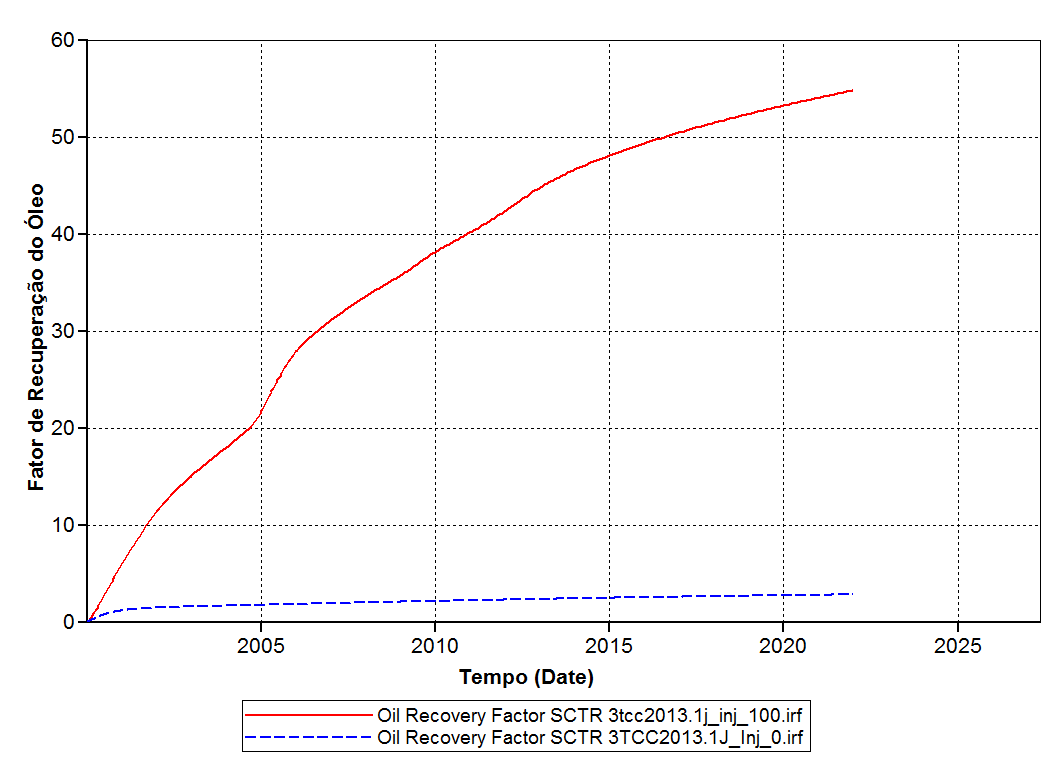 60
50
40
30
20
10
0
Fator de Recuperação do Óleo
2005 2010 2015 2020 2025
Tempo (Date)
Oil Recovery Factor SCTR 3tcc2013.1j_inj_100.irf
Oil Recovery Factor SCTR 3TCC2013.1J_Inj_0.irf